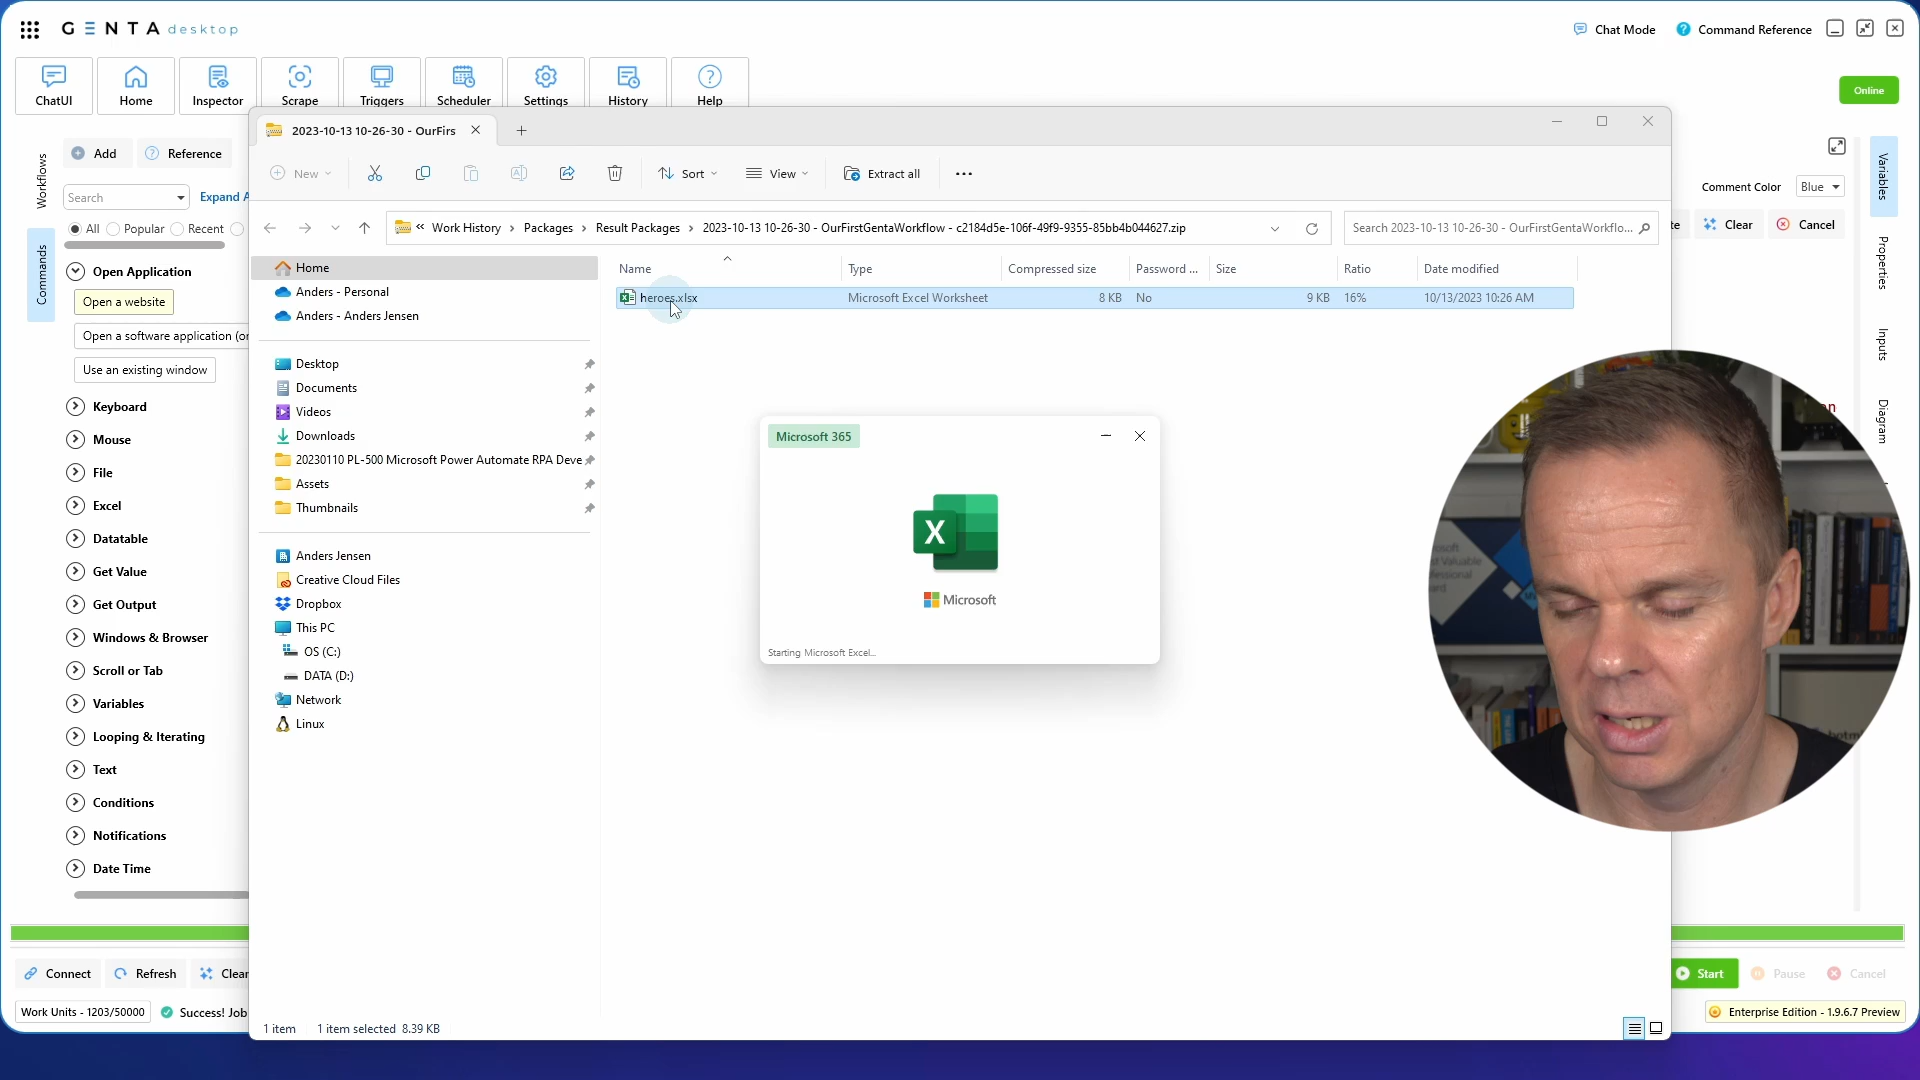 GENTA desktop
Chat Mode
Command Reference
ChatUI
Home
Inspector
Scrape
Triggers
Scheduler
Settings
History
Help
Online
2023-10-13 10-26-30 - OurFirs
Workflows
Add
Reference
New
Sort
View
Extract all
Variables
Comment Color
Blue
Search
Expand A
« Work History > Packages > Result Packages > 2023-10-13 10-26-30 - OurFirstGentaWorkflow - c2184d5e-106f-49f9-9355-85bb4b044627.zip
Search 2023-10-13 10-26-30 - OurFirstGentaWorkflo...
te
Clear
Cancel
All
Popular
Recent
Commands
Properties
Home
Name
Type
Compressed size
Password ...
Size
Ratio
Date modified
Open Application
Open a website
Anders - Personal
heroes.xlsx
Microsoft Excel Worksheet
8 KB
No
9 KB
16%
10/13/2023 10:26 AM
Anders - Anders Jensen
Open a software application (or
Inputs
Use an existing window
Desktop
Documents
Videos
Downloads
20230110 PL-500 Microsoft Power Automate RPA Deve
Assets
Thumbnails
Keyboard
Mouse
File
Excel
Datatable
Get Value
Get Output
Windows & Browser
Scroll or Tab
Variables
Looping & Iterating
Text
Conditions
Notifications
Date Time
on
Diagram
Microsoft 365
X
Microsoft
Starting Microsoft Excel...
Anders Jensen
Creative Cloud Files
Dropbox
This PC
OS (C:)
DATA (D:)
Network
Linux
Connect
Refresh
Clear
Start
Pause
Cancel
Work Units - 1203/50000
Success! Job
1 item
1 item selected 8.39 KB
Enterprise Edition - 1.9.6.7 Preview